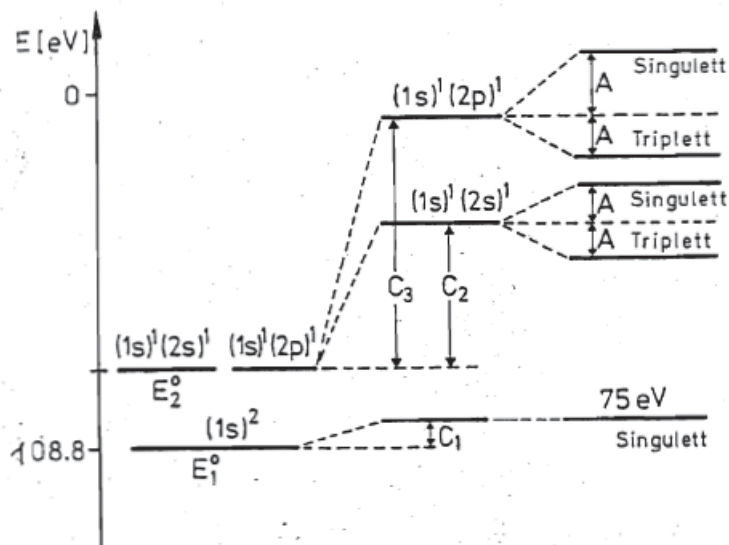 E [eV]
0
(1s)¹(2p)¹
A
Singulett
A
Triplett
(1s)¹(2s)¹
A
Singulett
A
Triplett
C₃
C₂
(1s)¹(2s)¹
(1s)¹(2p)¹
E₂°
(1s)²
75 eV
C₁
Singulett
108.8
E₁°